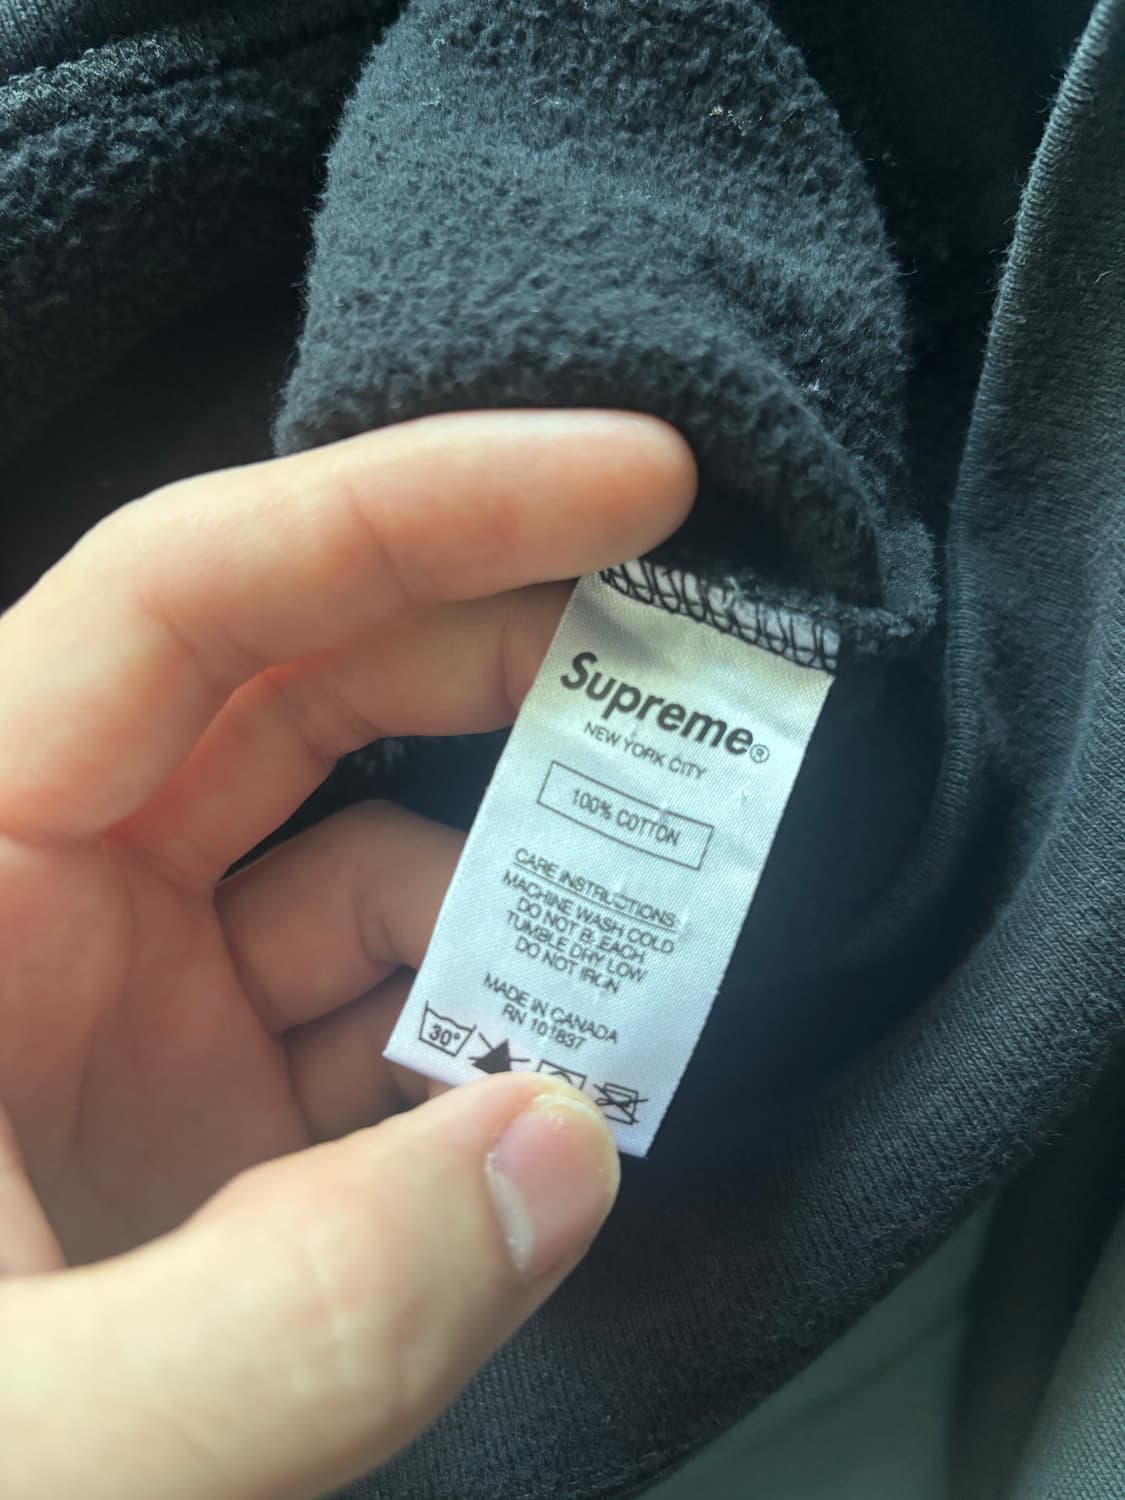 Supreme®
NEW YORK CITY
100% COTTON
CARE INSTRUCTIONS:
MACHINE WASH COLD
DO NOT BLEACH
TUMBLE DRY LOW
DO NOT IRON
MADE IN CANADA
RN 101837
30°